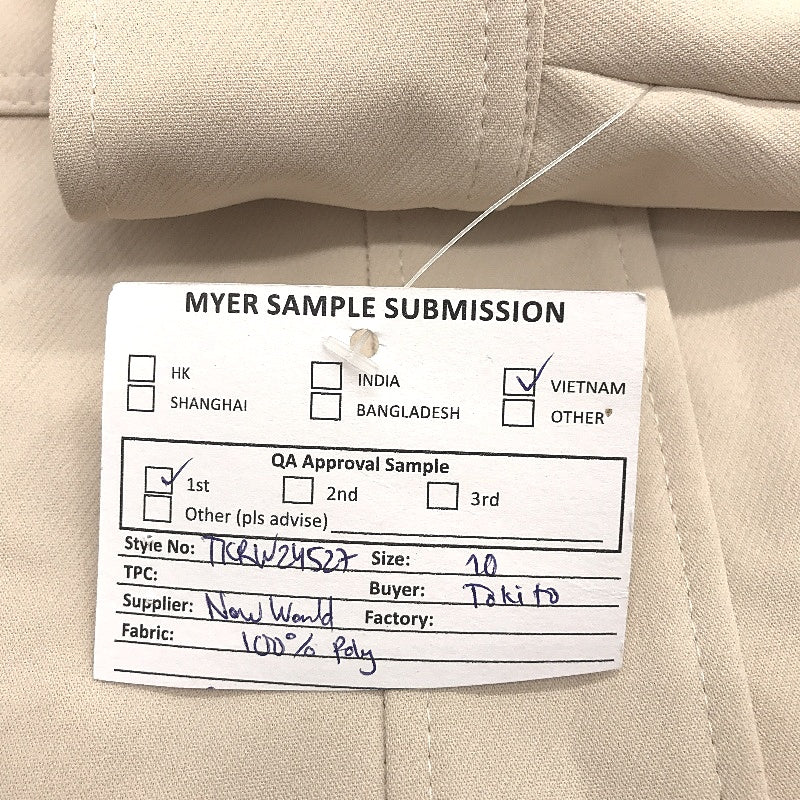 MYER SAMPLE SUBMISSION
HK INDIA VIETNAM
SHANGHAI BANGLADESH OTHER
QA Approval Sample
1st 2nd 3rd
Other (pls advise)
Style No: TKRW24527 Size: 10
TPC: Buyer: Tokito
Supplier: New World Factory:
Fabric: 100% Poly